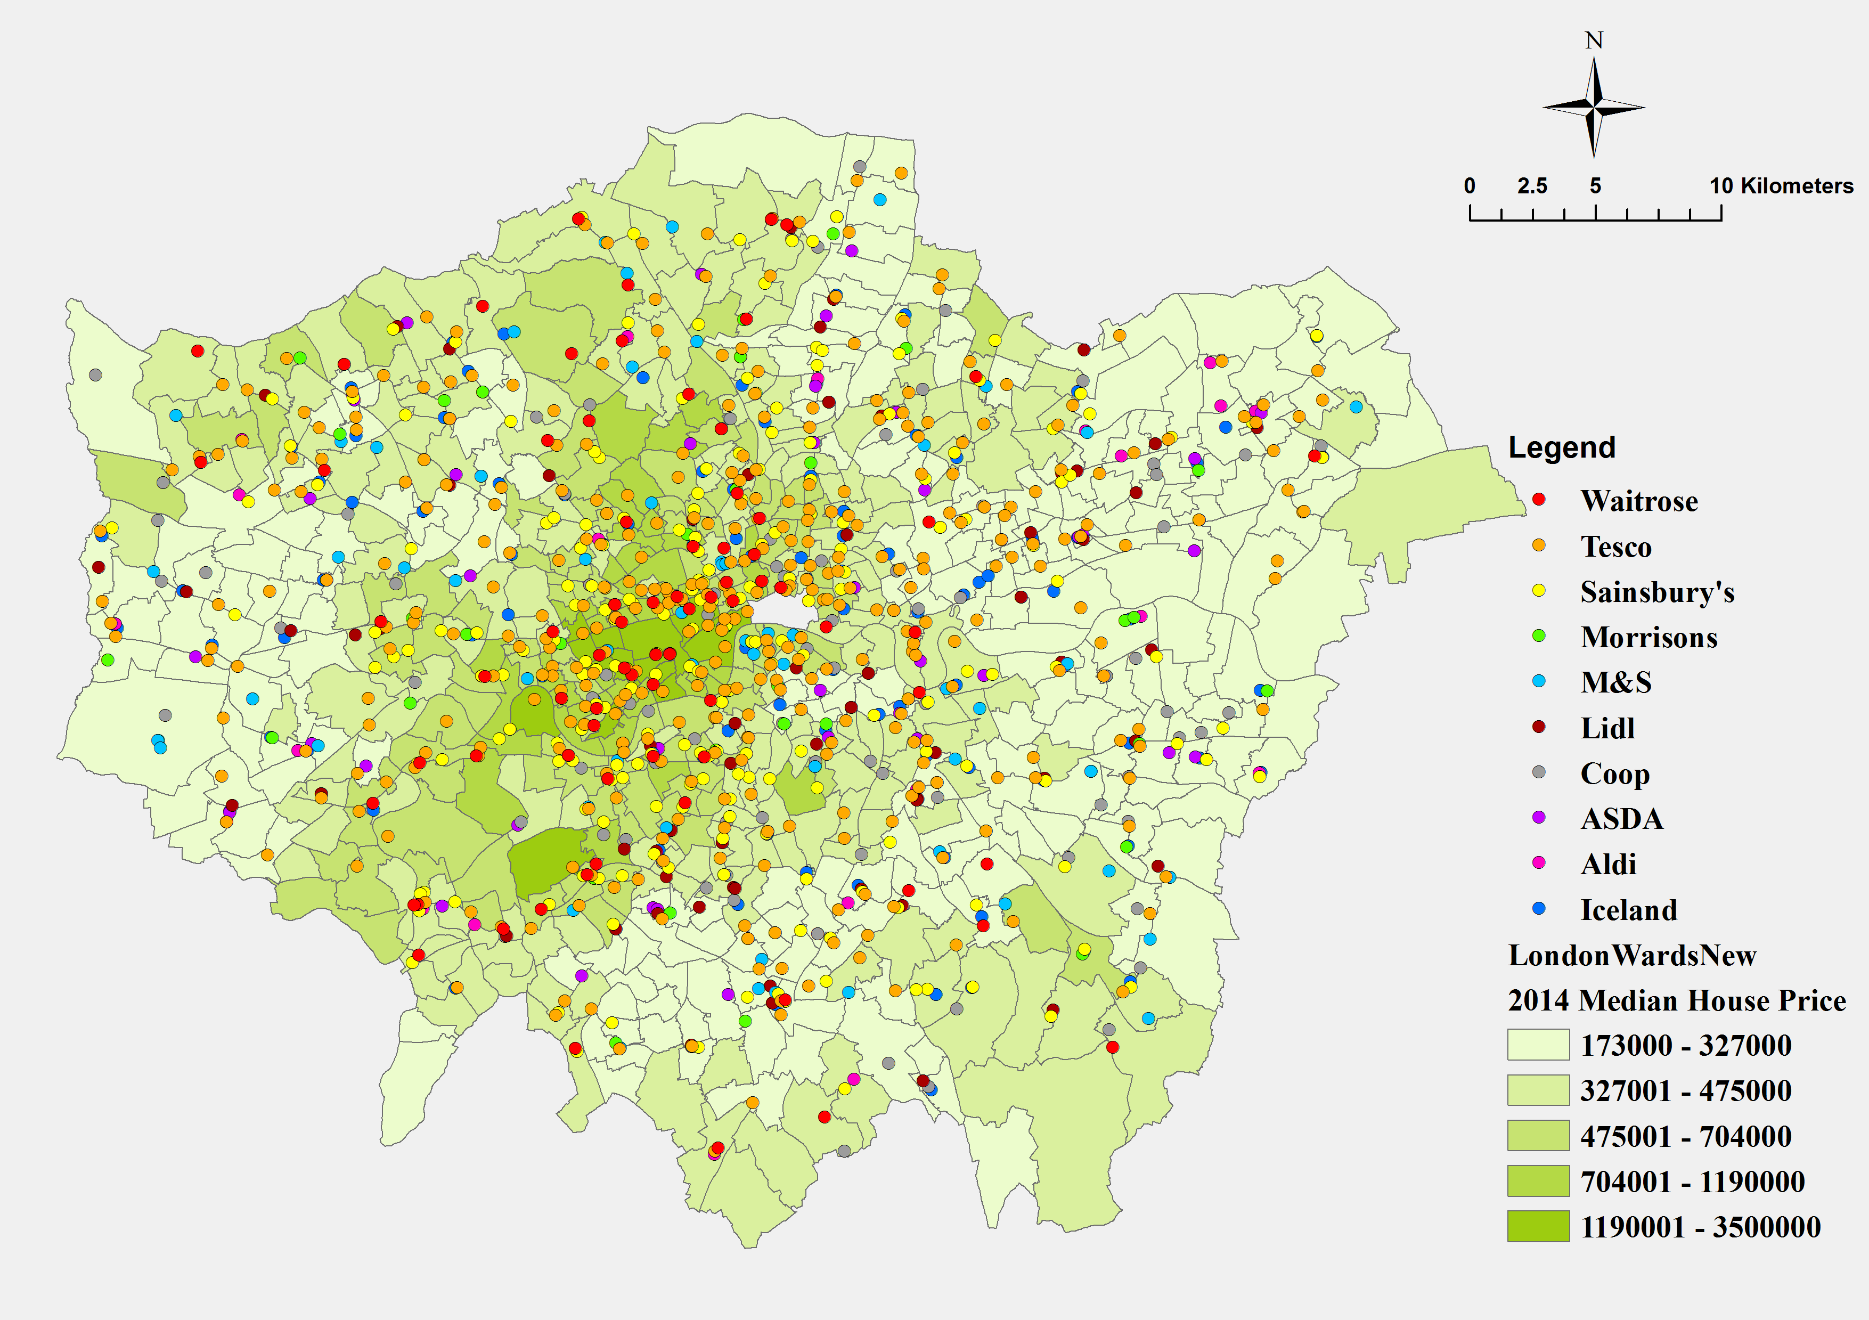 N
0 2.5 5 10 Kilometers
Legend
Waitrose
Tesco
Sainsbury's
Morrisons
M&S
Lidl
Coop
ASDA
Aldi
Iceland
LondonWardsNew
2014 Median House Price
173000 - 327000
327001 - 475000
475001 - 704000
704001 - 1190000
1190001 - 3500000